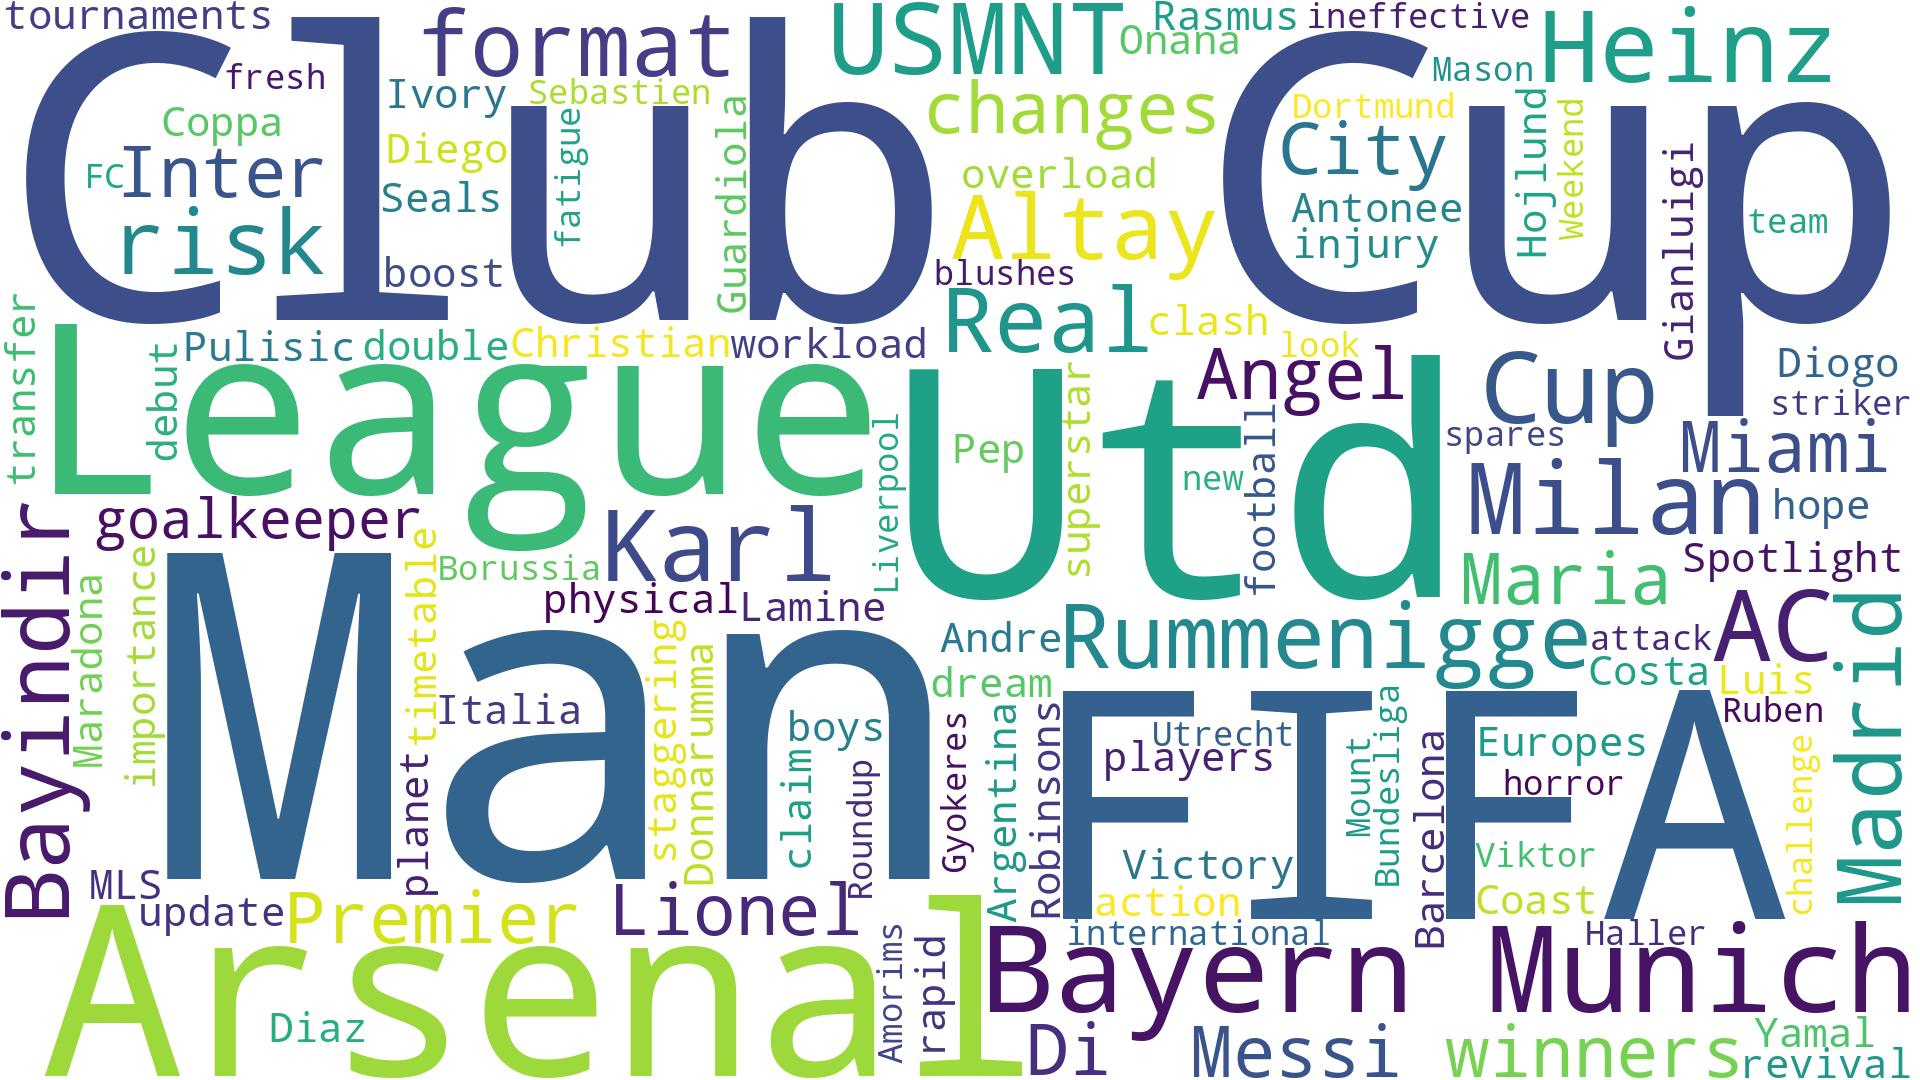 tournaments
format
USMNT
Rasmus
ineffective
Onana
Heinz
Club
Cup
fresh
Ivory
Sebastien
changes
Mason
Dortmund
Coppa
Diego
fatigue
Guardiola
City
Hojlund
Weekend
FC
Inter
Seals
overload
Antonee
Gianluigi
team
risk
Altay
injury
boost
blushes
transfer
Real
clash
League
debut
Pulisic
double
Christian
workload
look
Angel
Cup
Diogo
striker
Utd
superstar
Liverpool
Pep
new
football
spares
Miami
Milan
hope
goalkeeper
Karl
Bayindir
Maradona
importance
timetable
Borussia
physical
Lamine
Maria
Spotlight
Man
Andre
Rummenigge
attack
AC
Madrid
Costa
Luis
Italia
staggering
Donnarumma
dream
boys
FIFA
Ruben
planet
claim
Roundup
Gyokeres
Argentina
Robinsons
Utrecht
players
Mount
Bundesliga
Barcelona
Europes
horror
challenge
Victory
Viktor
MLS
update
Premier
Lionel
action
Coast
international
Haller
Arsenal
Amorims
rapid
Bayern
Munich
Diaz
Di
Messi
winners
Yamal
revival